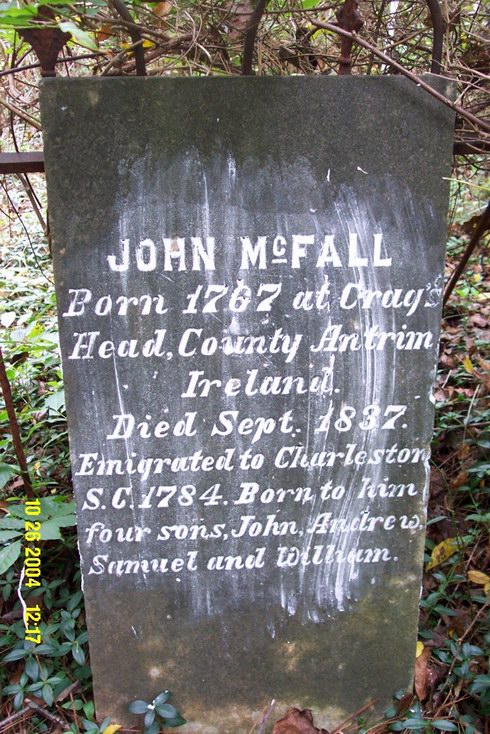 JOHN McFALL
Born 1767 at Crag's
Head, County Antrim
Ireland.
Died Sept. 1837.
Emigrated to Charleston
S.C. 1784. Born to him
four sons, John, Andrew,
Samuel and William.
10 26 2004 12:17